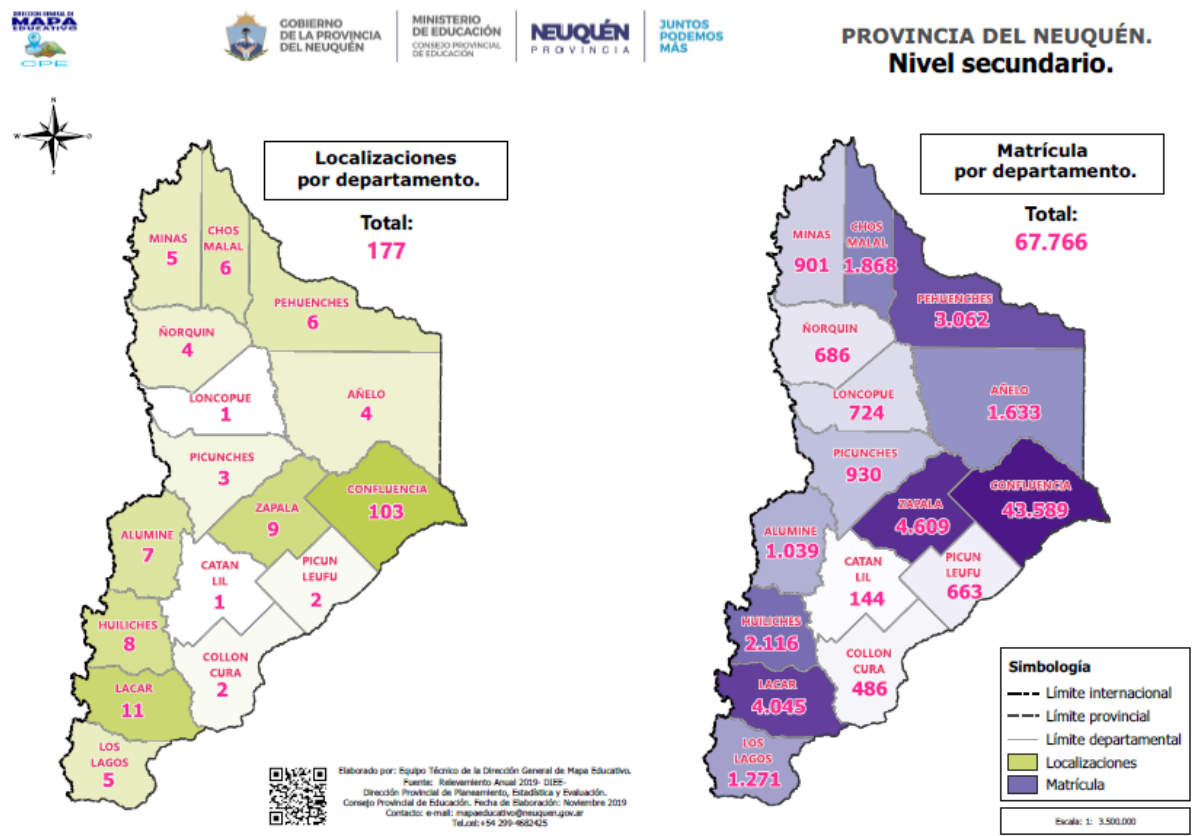 DIRECCION GENERAL DE
MAPA
EDUCATIVO
CPE
GOBIERNO
DE LA PROVINCIA
DEL NEUQUÉN
MINISTERIO
DE EDUCACIÓN
CONSEJO PROVINCIAL
DE EDUCACIÓN
NEUQUÉN
PROVINCIA
JUNTOS
PODEMOS
MÁS
PROVINCIA DEL NEUQUÉN.
Nivel secundario.
N
W
O
S
Localizaciones
por departamento.
Total:
177
MINAS
5
CHOS
MALAL
6
PEHUENCHES
6
ÑORQUIN
4
LONCOPUE
1
AÑELO
4
PICUNCHES
3
CONFLUENCIA
103
ZAPALA
9
ALUMINE
7
CATAN
LIL
1
PICUN
LEUFU
2
HUILICHES
8
COLLON
CURA
2
LACAR
11
LOS
LAGOS
5
Matrícula
por departamento.
Total:
67.766
MINAS
901
CHOS
MALAL
1.868
PEHUENCHES
3.062
ÑORQUIN
686
LONCOPUE
724
AÑELO
1.633
PICUNCHES
930
CONFLUENCIA
43.589
ZAPALA
4.609
ALUMINE
1.039
CATAN
LIL
144
PICUN
LEUFU
663
HUILICHES
2.116
COLLON
CURA
486
LACAR
4.045
LOS
LAGOS
1.271
Simbología
Límite internacional
Límite provincial
Límite departamental
Localizaciones
Matrícula
Escala: 1: 3.500.000
Elaborado por: Equipo Técnico de la Dirección General de Mapa Educativo.
Fuente: Relevamiento Anual 2019- DIEE-
Dirección Provincial de Planeamiento, Estadística y Evaluación.
Consejo Provincial de Educación. Fecha de Elaboración: Noviembre 2019
Contacto: e-mail: mapaeducativo@neuquen.gov.ar
Tel.cel:+54 299-4682425